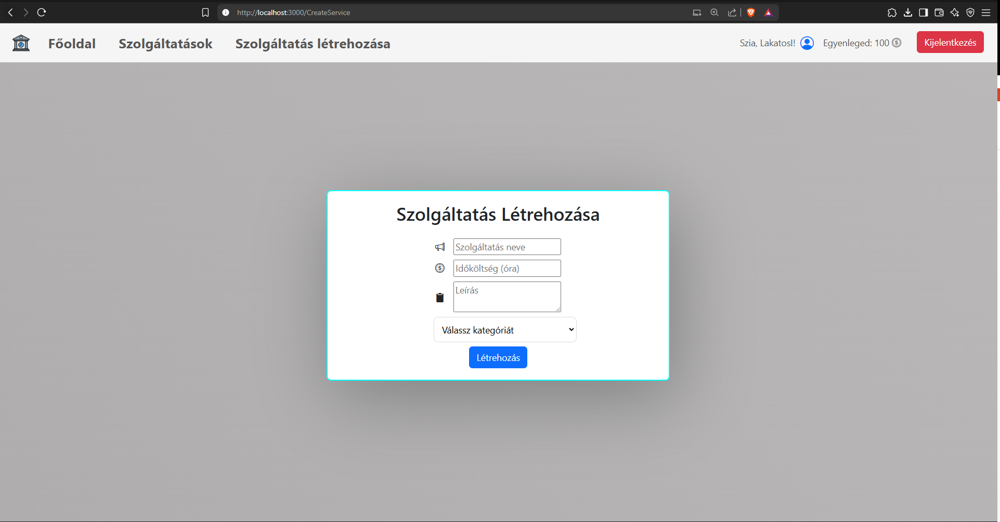 http://localhost:3000/CreateService
Főoldal Szolgáltatások Szolgáltatás létrehozása Szia, LakatosI! Egyenleged: 100 Kijelentkezés
Szolgáltatás Létrehozása
Szolgáltatás neve
Időköltség (óra)
Leírás
Válassz kategóriát
Létrehozás